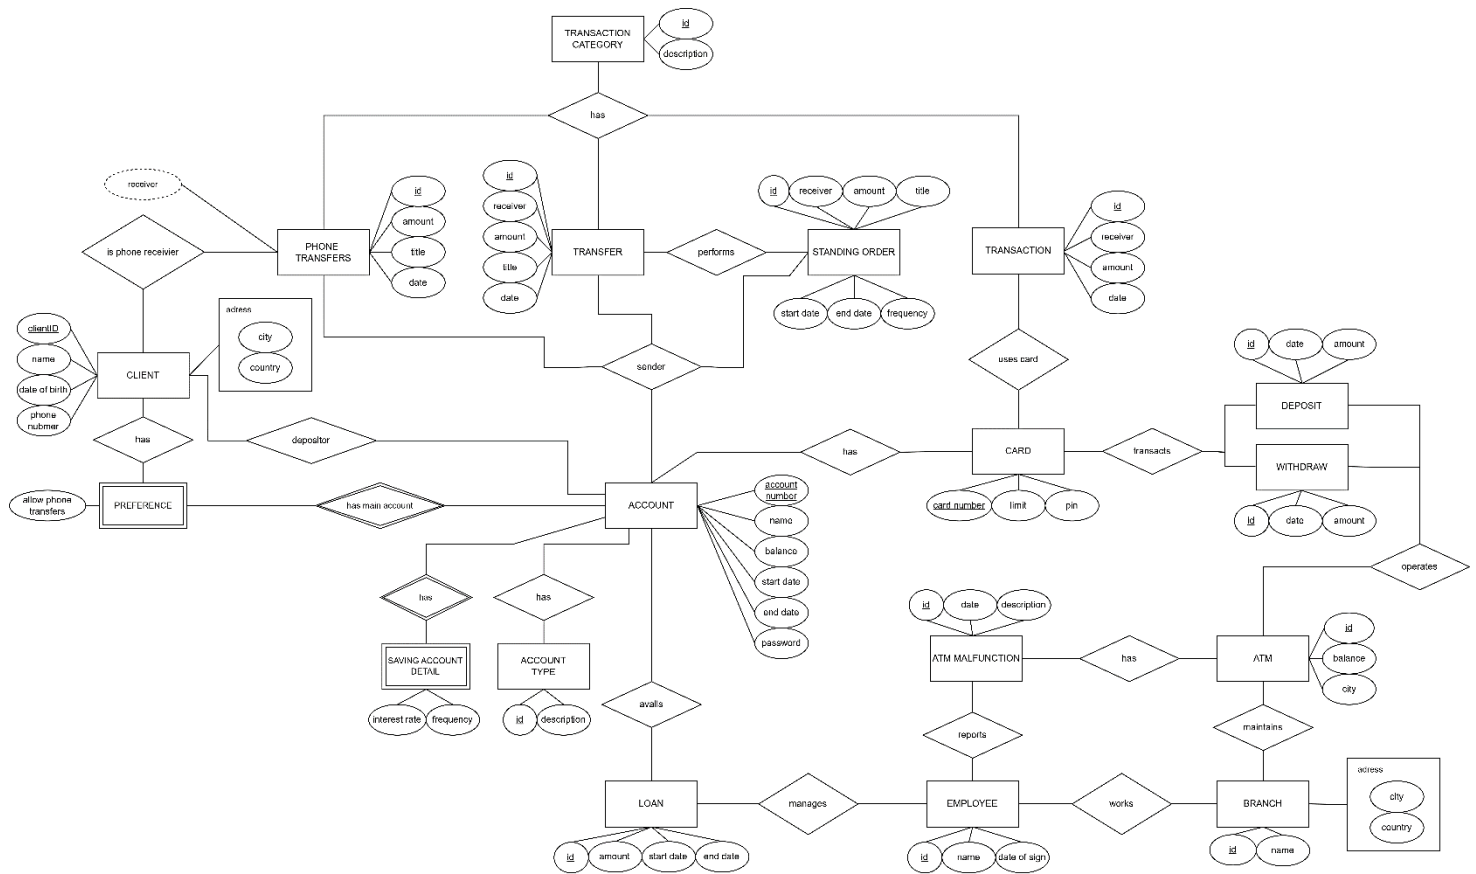 TRANSACTION
CATEGORY
id
description
has
receiver
is phone receivier
PHONE
TRANSFERS
id
amount
title
date
id
receiver
amount
title
date
TRANSFER
performs
id
receiver
amount
title
STANDING ORDER
start date
end date
frequency
TRANSACTION
id
receiver
amount
date
adress
city
country
clientID
name
date of birth
phone
nubmer
CLIENT
has
depositor
sender
uses card
id
date
amount
DEPOSIT
WITHDRAW
id
date
amount
has
CARD
transacts
card number
limit
pin
allow phone
transfers
PREFERENCE
has main account
ACCOUNT
account
number
name
balance
start date
end date
password
has
has
SAVING ACCOUNT
DETAIL
interest rate
frequency
ACCOUNT
TYPE
id
description
operates
id
date
description
ATM MALFUNCTION
has
ATM
id
balance
city
avails
reports
maintains
LOAN
id
amount
start date
end date
manages
EMPLOYEE
id
name
date of sign
works
BRANCH
id
name
adress
city
country